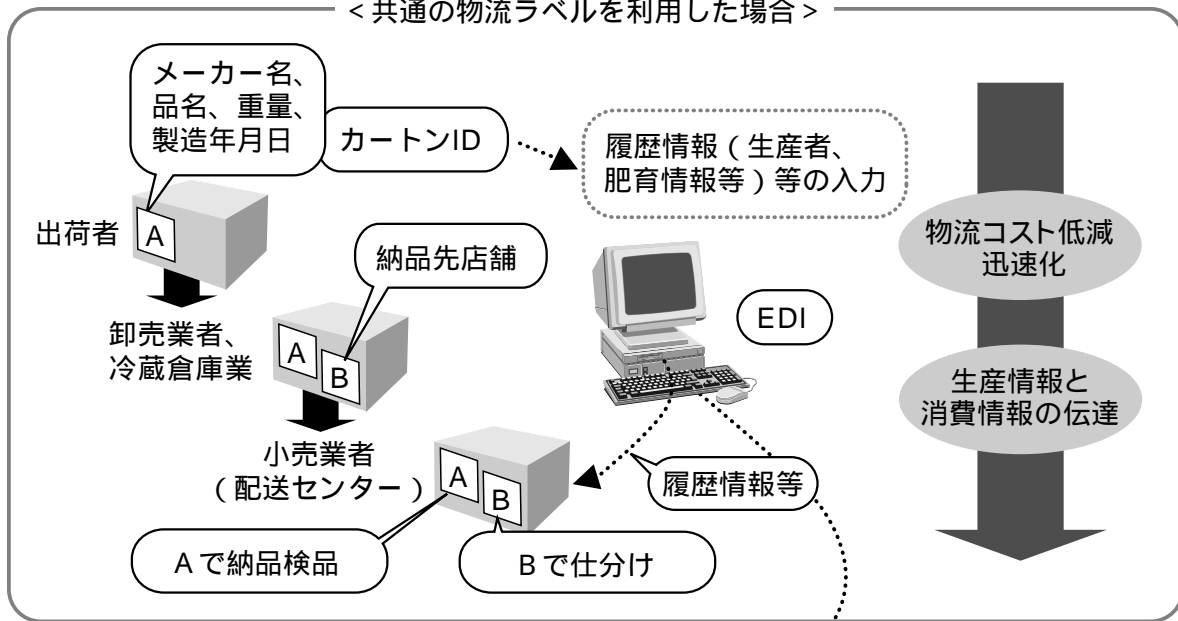 <共通の物流ラベルを利用した場合>
メーカー名、
品名、重量、
製造年月日
カートンID
履歴情報(生産者、
肥育情報等)等の入力
出荷者
A
納品先店舗
物流コスト低減
迅速化
EDI
卸売業者、
冷蔵倉庫業
A
B
生産情報と
消費情報の伝達
小売業者
(配送センター)
A
B
履歴情報等
Aで納品検品
Bで仕分け